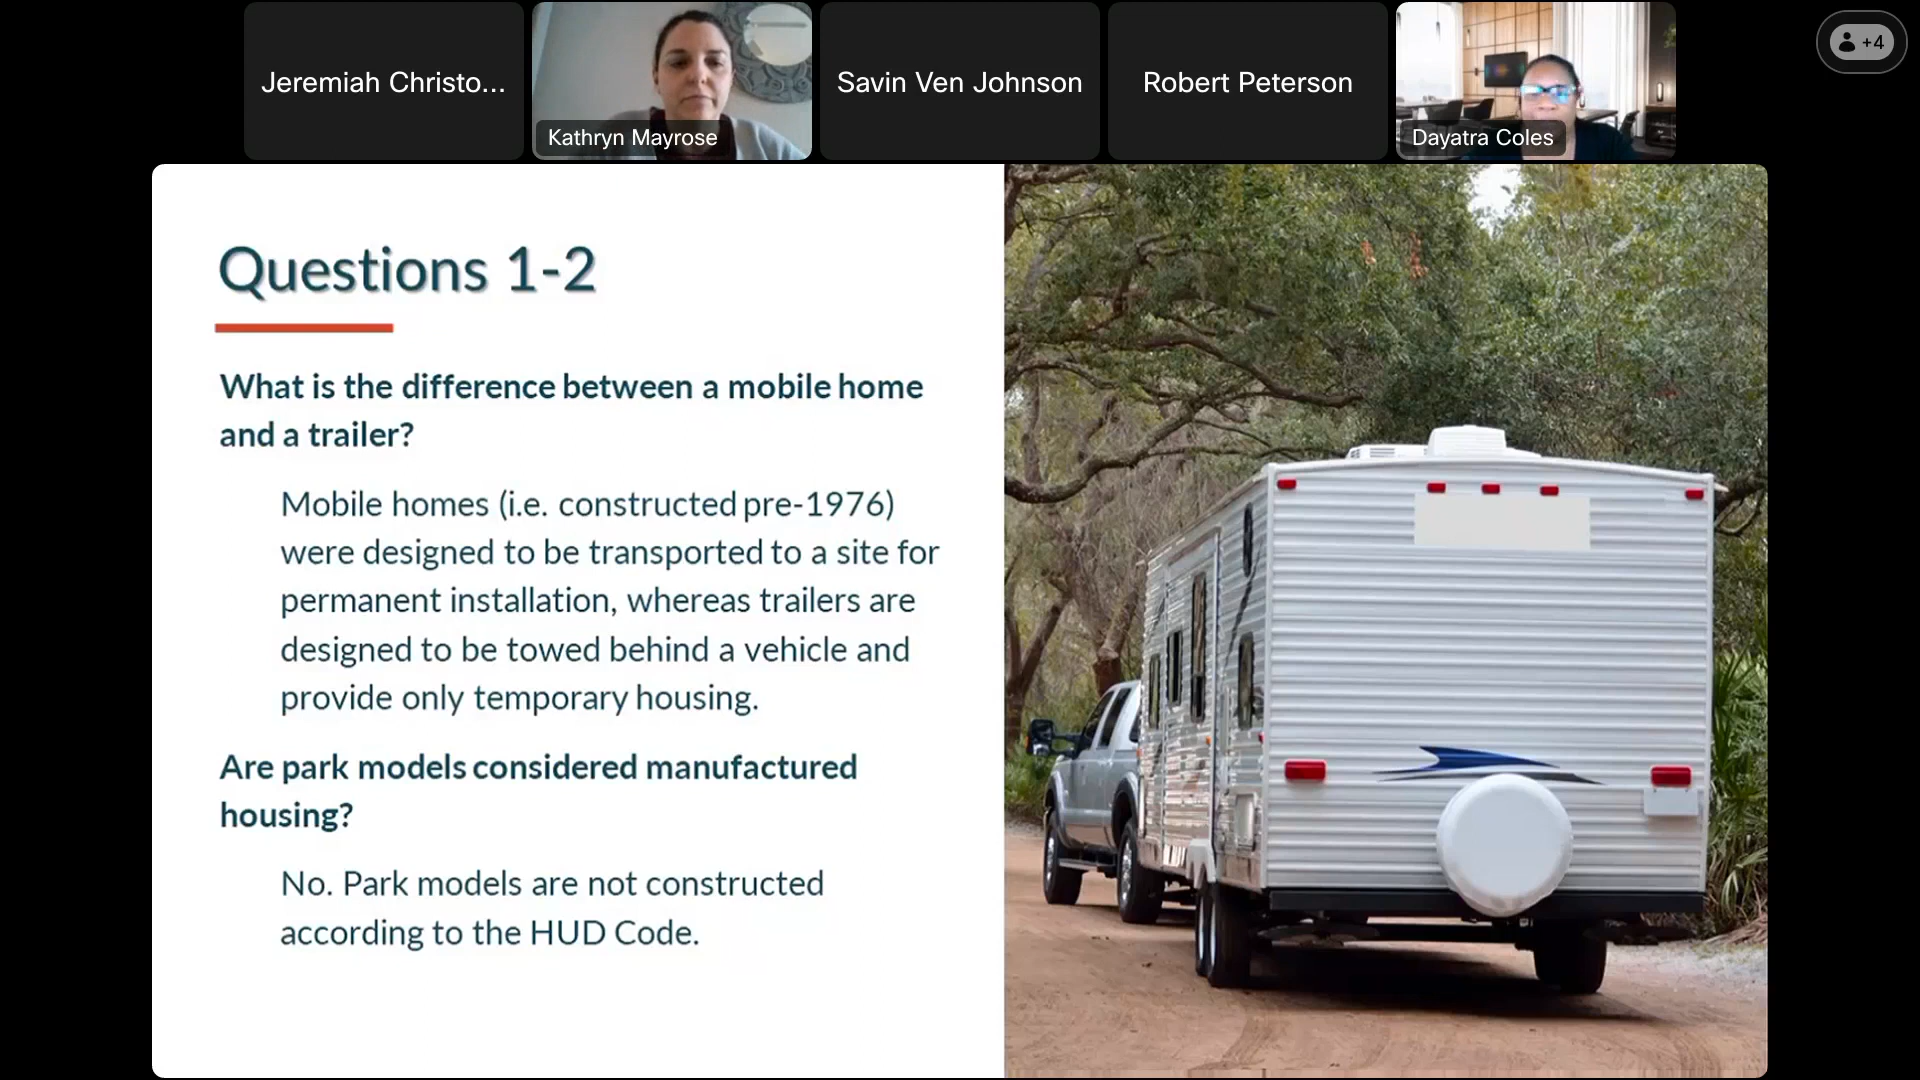 Jeremiah Christo...
Kathryn Mayrose
Savin Ven Johnson
Robert Peterson
Dayatra Coles
+4
Questions 1-2
What is the difference between a mobile home
and a trailer?
Mobile homes (i.e. constructed pre-1976)
were designed to be transported to a site for
permanent installation, whereas trailers are
designed to be towed behind a vehicle and
provide only temporary housing.
Are park models considered manufactured
housing?
No. Park models are not constructed
according to the HUD Code.